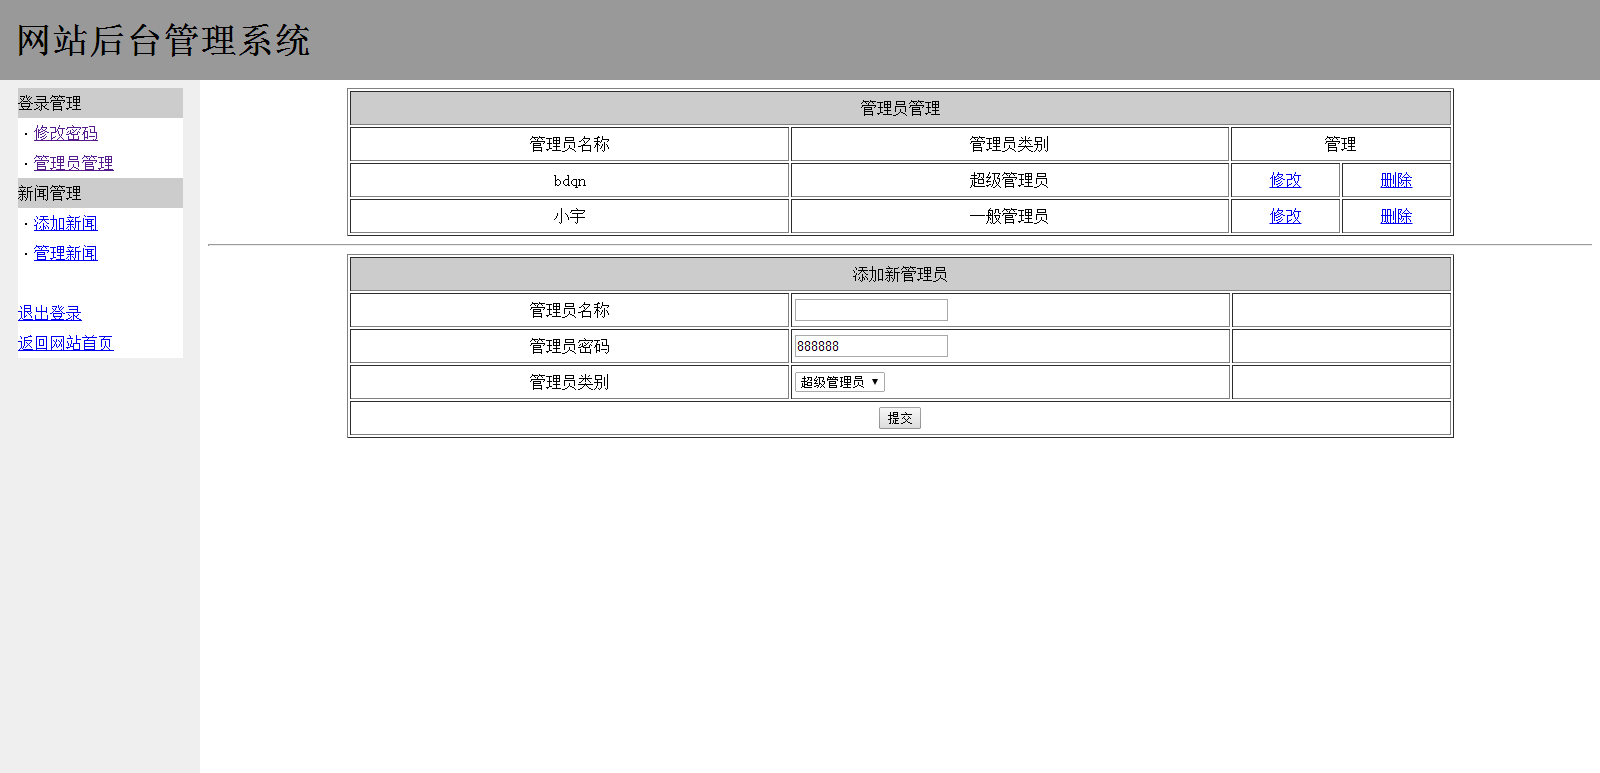 网站后台管理系统
登录管理
· 修改密码
· 管理员管理
新闻管理
· 添加新闻
· 管理新闻
退出登录
返回网站首页
管理员管理
管理员名称 管理员类别 管理
bdqn 超级管理员 修改 删除
小宇 一般管理员 修改 删除
添加新管理员
管理员名称
管理员密码 888888
管理员类别 超级管理员
提交